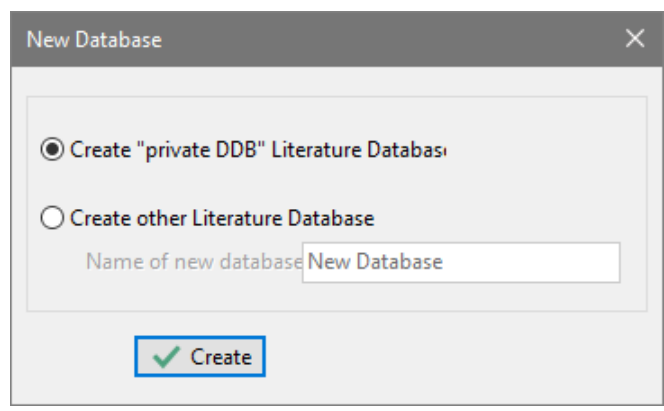 New Database
Create "private DDB" Literature Databas
Create other Literature Database
Name of new database New Database
Create